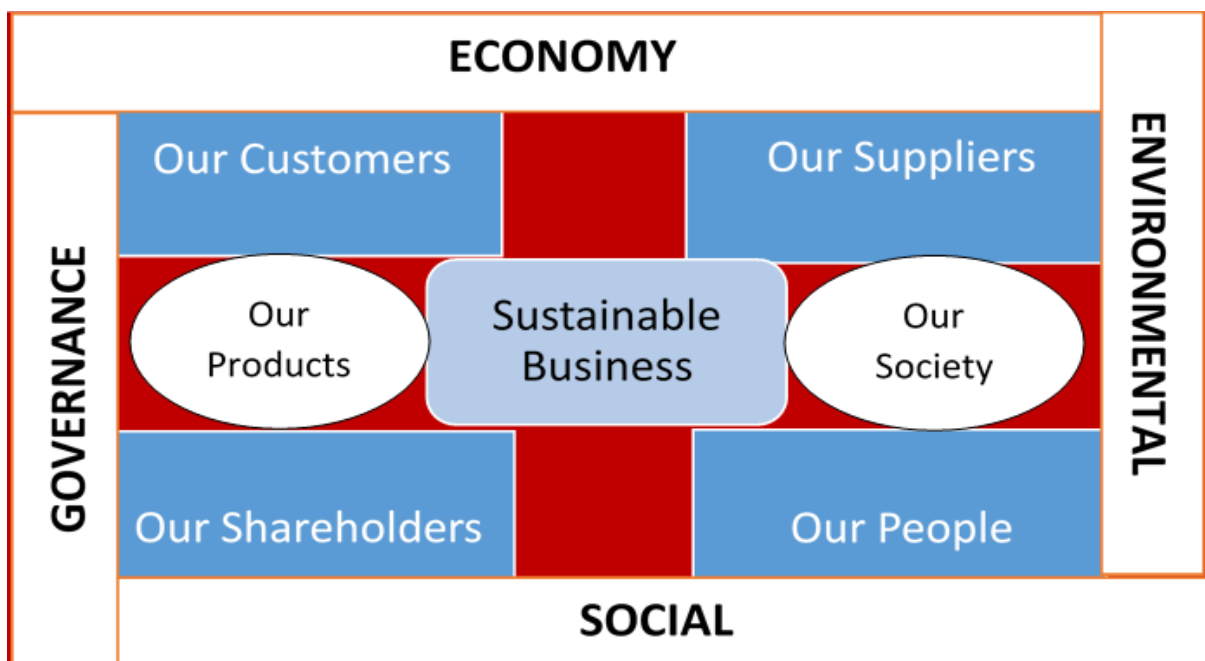 ECONOMY
ENVIRONMENTAL
GOVERNANCE
Our Customers
Our Suppliers
Our
Products
Sustainable
Business
Our
Society
Our Shareholders
Our People
SOCIAL